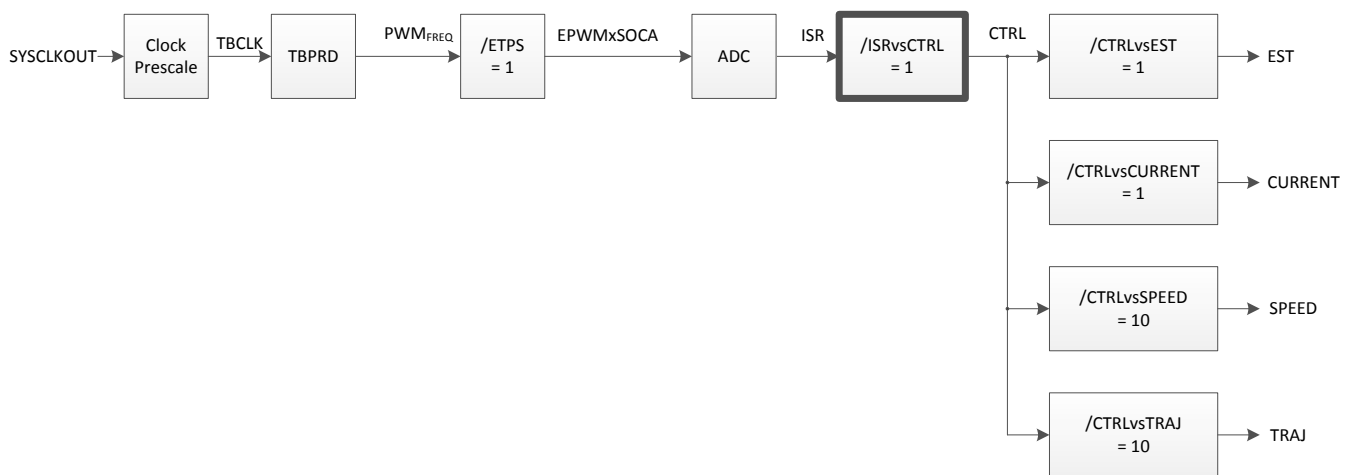 SYSCLKOUT
Clock
Prescale
TBCLK
TBPRD
PWMFREQ
/ETPS
= 1
EPWMxSOCA
ADC
ISR
/ISRvsCTRL
= 1
CTRL
/CTRLvsEST
= 1
EST
/CTRLvsCURRENT
= 1
CURRENT
/CTRLvsSPEED
= 10
SPEED
/CTRLvsTRAJ
= 10
TRAJ